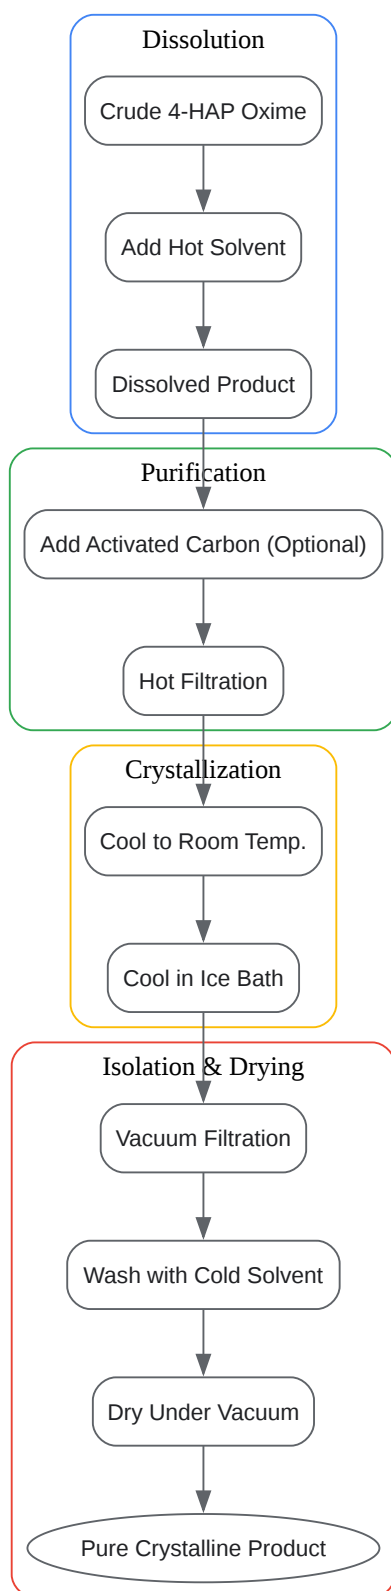 Dissolution
Crude 4-HAP Oxime
Add Hot Solvent
Dissolved Product
Purification
Add Activated Carbon (Optional)
Hot Filtration
Crystallization
Cool to Room Temp.
Cool in Ice Bath
Isolation & Drying
Vacuum Filtration
Wash with Cold Solvent
Dry Under Vacuum
Pure Crystalline Product